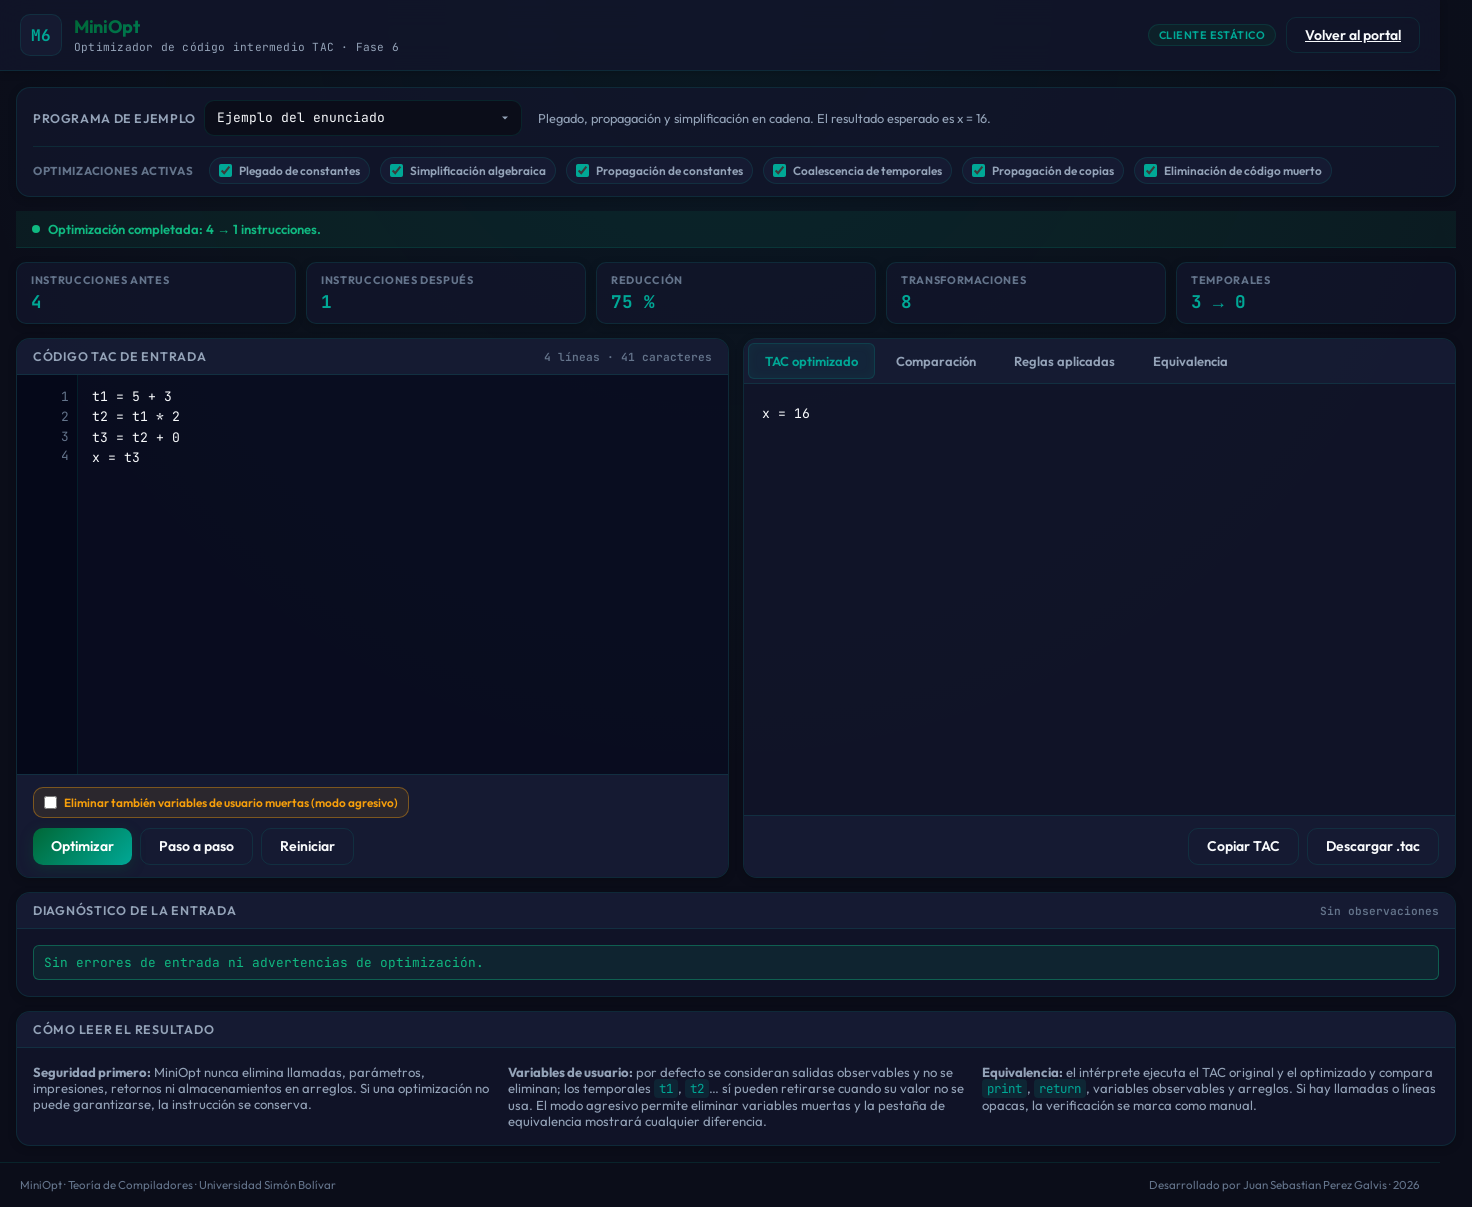 M6
MiniOpt
Optimizador de código intermedio TAC · Fase 6
CLIENTE ESTÁTICO
Volver al portal
PROGRAMA DE EJEMPLO
Ejemplo del enunciado
Plegado, propagación y simplificación en cadena. El resultado esperado es x = 16.
OPTIMIZACIONES ACTIVAS
Plegado de constantes
Simplificación algebraica
Propagación de constantes
Coalescencia de temporales
Propagación de copias
Eliminación de código muerto
Optimización completada: 4 → 1 instrucciones.
INSTRUCCIONES ANTES
4
INSTRUCCIONES DESPUÉS
1
REDUCCIÓN
75 %
TRANSFORMACIONES
8
TEMPORALES
3 → 0
CÓDIGO TAC DE ENTRADA
4 líneas · 41 caracteres
1 t1 = 5 + 3
2 t2 = t1 * 2
3 t3 = t2 + 0
4 x = t3
Eliminar también variables de usuario muertas (modo agresivo)
Optimizar
Paso a paso
Reiniciar
TAC optimizado
Comparación
Reglas aplicadas
Equivalencia
x = 16
Copiar TAC
Descargar .tac
DIAGNÓSTICO DE LA ENTRADA
Sin observaciones
Sin errores de entrada ni advertencias de optimización.
CÓMO LEER EL RESULTADO
Seguridad primero: MiniOpt nunca elimina llamadas, parámetros,
impresiones, retornos ni almacenamientos en arreglos. Si una optimización no
puede garantizarse, la instrucción se conserva.
Variables de usuario: por defecto se consideran salidas observables y no se
eliminan; los temporales t1, t2… sí pueden retirarse cuando su valor no se
usa. El modo agresivo permite eliminar variables muertas y la pestaña de
equivalencia mostrará cualquier diferencia.
Equivalencia: el intérprete ejecuta el TAC original y el optimizado y compara
print, return, variables observables y arreglos. Si hay llamadas o líneas
opacas, la verificación se marca como manual.
MiniOpt · Teoría de Compiladores · Universidad Simón Bolívar
Desarrollado por Juan Sebastian Perez Galvis · 2026